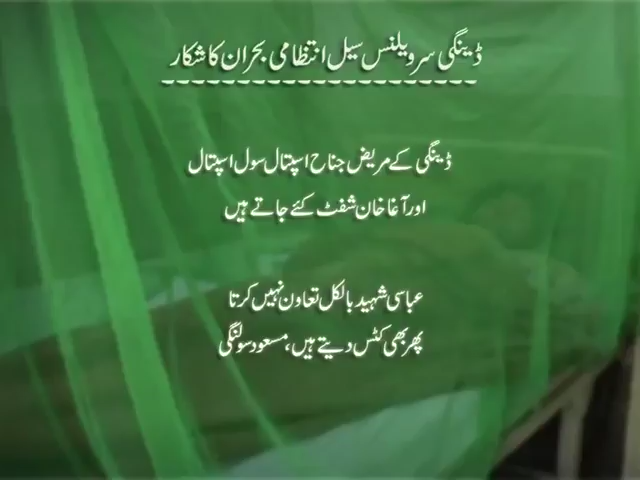 ڈینگی سرویلنس سیل انتظامی بحران کا شکار
ڈینگی کے مریض جناح اسپتال سول اسپتال
اور آغا خان شفٹ کئے جاتے ہیں
عباسی شہید بالکل تعاون نہیں کرتا
پھر بھی کٹس دیتے ہیں، مسعود سولنگی